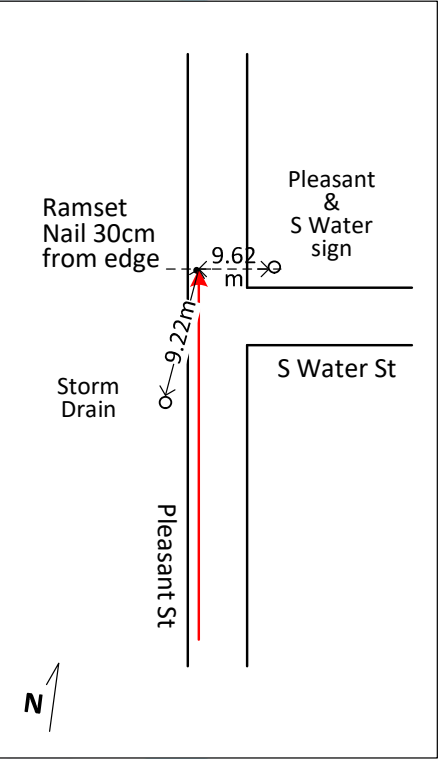 Pleasant
&
S Water
sign
Ramset
Nail 30cm
from edge
9.62
m
9.22m
S Water St
Storm
Drain
Pleasant St
N